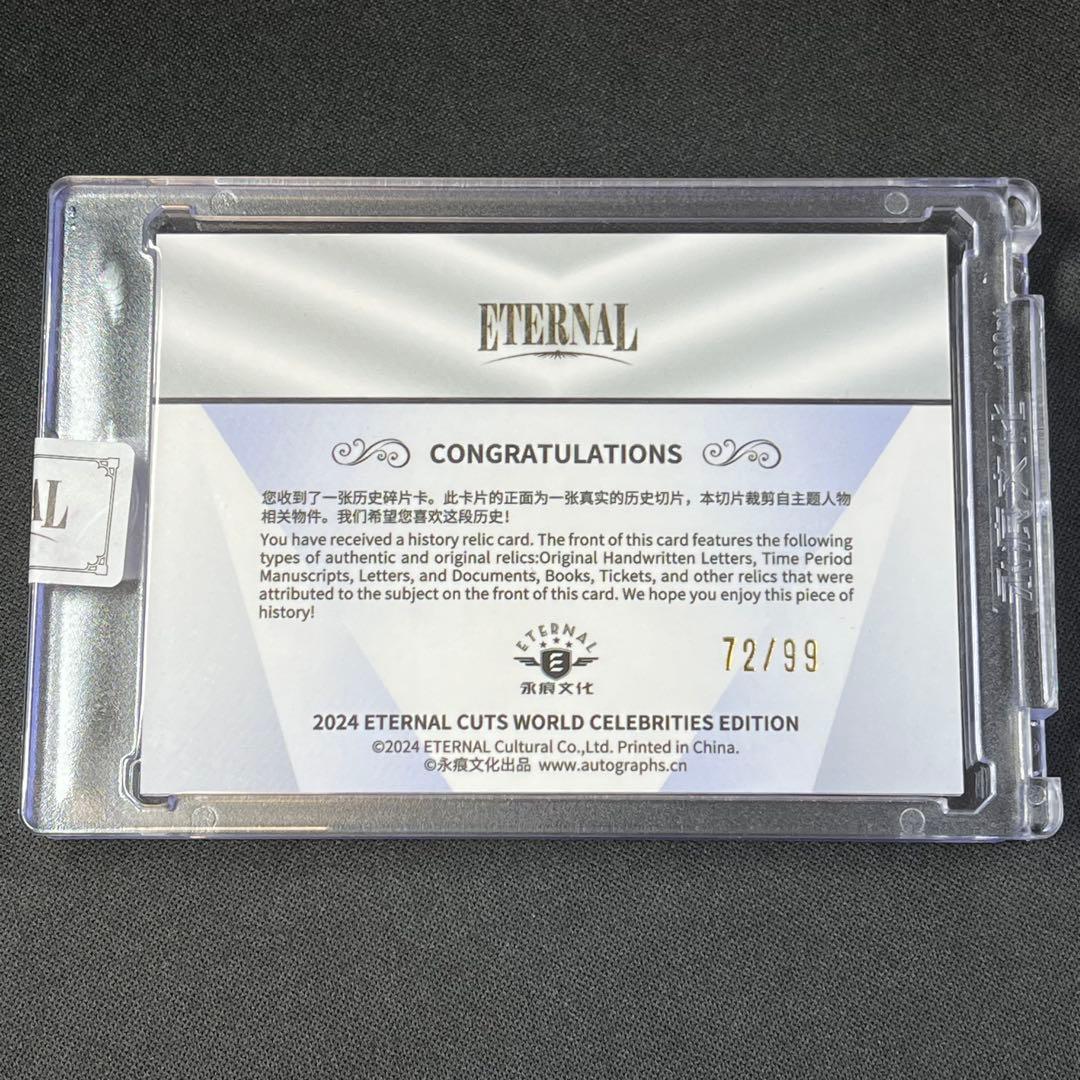 ETERNAL
CONGRATULATIONS
您收到了一张历史碎片卡。此卡片的正面为一张真实的历史切片，本切片裁剪自主题人物
相关物件。我们希望您喜欢这段历史！
You have received a history relic card. The front of this card features the following
types of authentic and original relics:Original Handwritten Letters, Time Period
Manuscripts, Letters, and Documents, Books, Tickets, and other relics that were
attributed to the subject on the front of this card. We hope you enjoy this piece of
history!
ETERNAL
E
永痕文化
72/99
2024 ETERNAL CUTS WORLD CELEBRITIES EDITION
©2024 ETERNAL Cultural Co.,Ltd. Printed in China.
©永痕文化出品 www.autographs.cn
AL
永痕文化